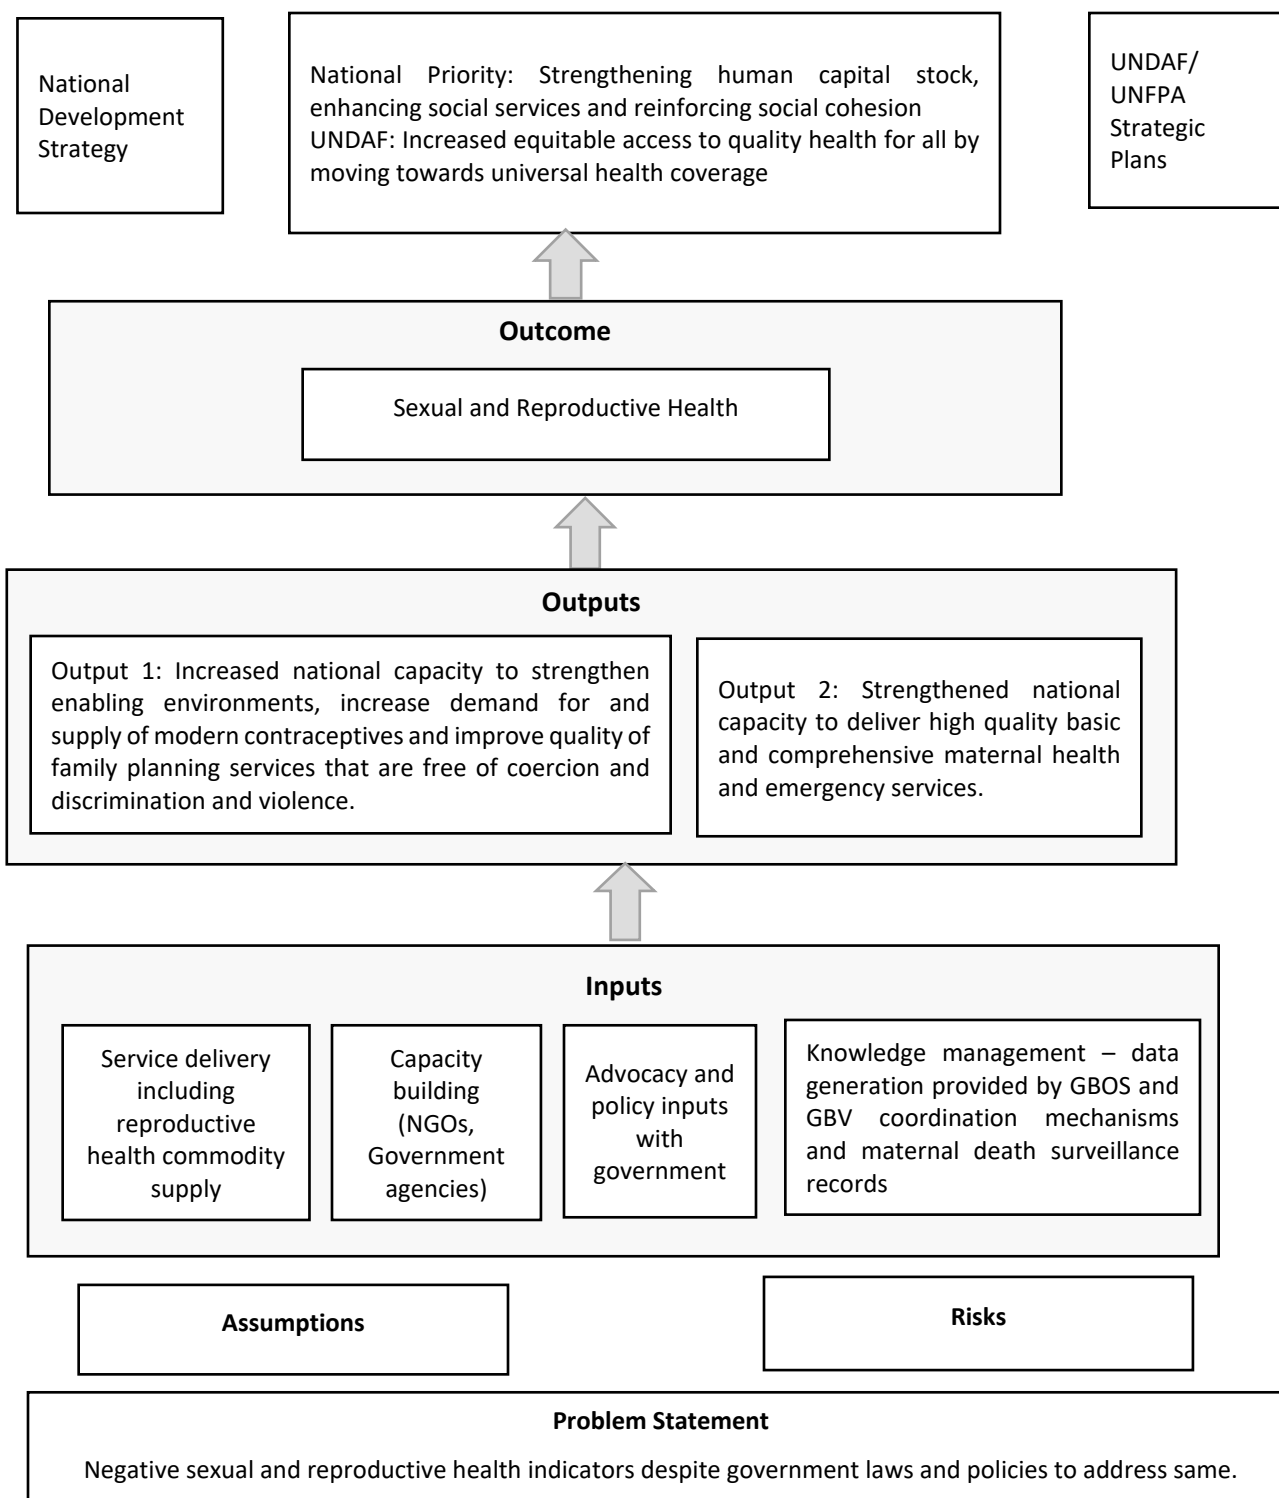 National
Development
Strategy
National Priority: Strengthening human capital stock,
enhancing social services and reinforcing social cohesion
UNDAF: Increased equitable access to quality health for all by
moving towards universal health coverage
UNDAF/
UNFPA
Strategic
Plans
Outcome
Sexual and Reproductive Health
Outputs
Output 1: Increased national capacity to strengthen
enabling environments, increase demand for and
supply of modern contraceptives and improve quality of
family planning services that are free of coercion and
discrimination and violence.
Output 2: Strengthened national
capacity to deliver high quality basic
and comprehensive maternal health
and emergency services.
Inputs
Service delivery
including
reproductive
health commodity
supply
Capacity
building
(NGOs,
Government
agencies)
Advocacy and
policy inputs
with
government
Knowledge management – data
generation provided by GBOS and
GBV coordination mechanisms
and maternal death surveillance
records
Assumptions
Risks
Problem Statement
Negative sexual and reproductive health indicators despite government laws and policies to address same.